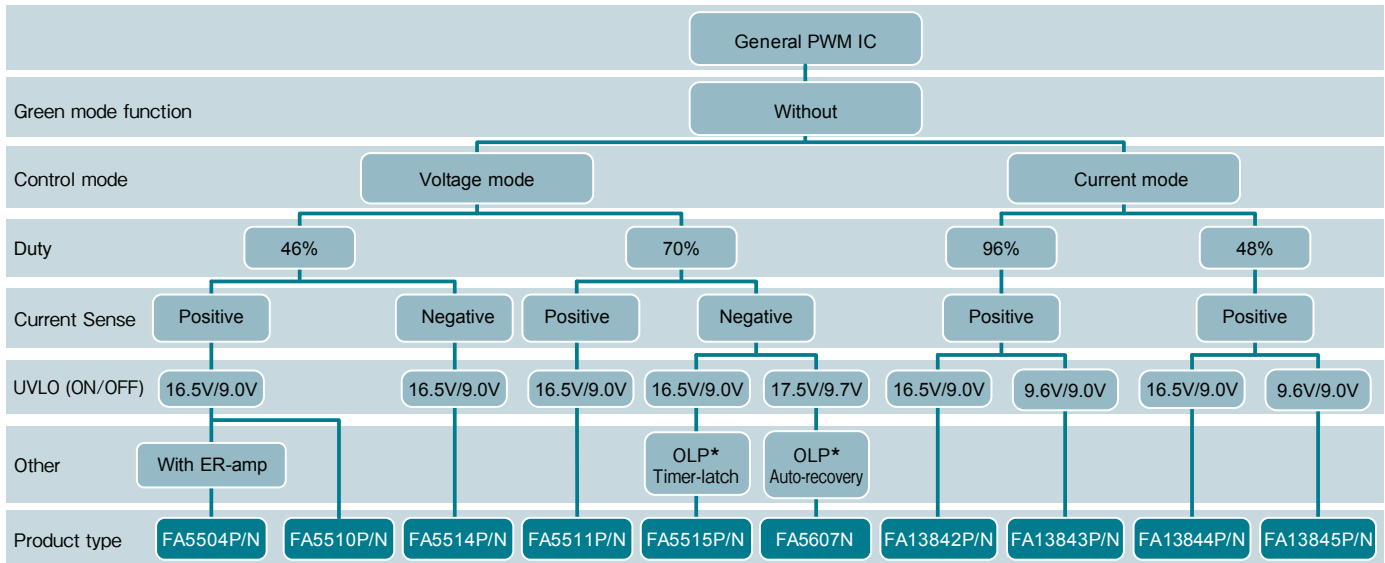 General PWM IC
Green mode function
Without
Control mode
Voltage mode
Current mode
Duty
46%
70%
96%
48%
Current Sense
Positive
Negative
Positive
Negative
Positive
Positive
UVLO (ON/OFF)
16.5V/9.0V
16.5V/9.0V
16.5V/9.0V
16.5V/9.0V
17.5V/9.7V
16.5V/9.0V
9.6V/9.0V
16.5V/9.0V
9.6V/9.0V
Other
With ER-amp
OLP*
Timer-latch
OLP*
Auto-recovery
Product type
FA5504P/N
FA5510P/N
FA5514P/N
FA5511P/N
FA5515P/N
FA5607N
FA13842P/N
FA13843P/N
FA13844P/N
FA13845P/N